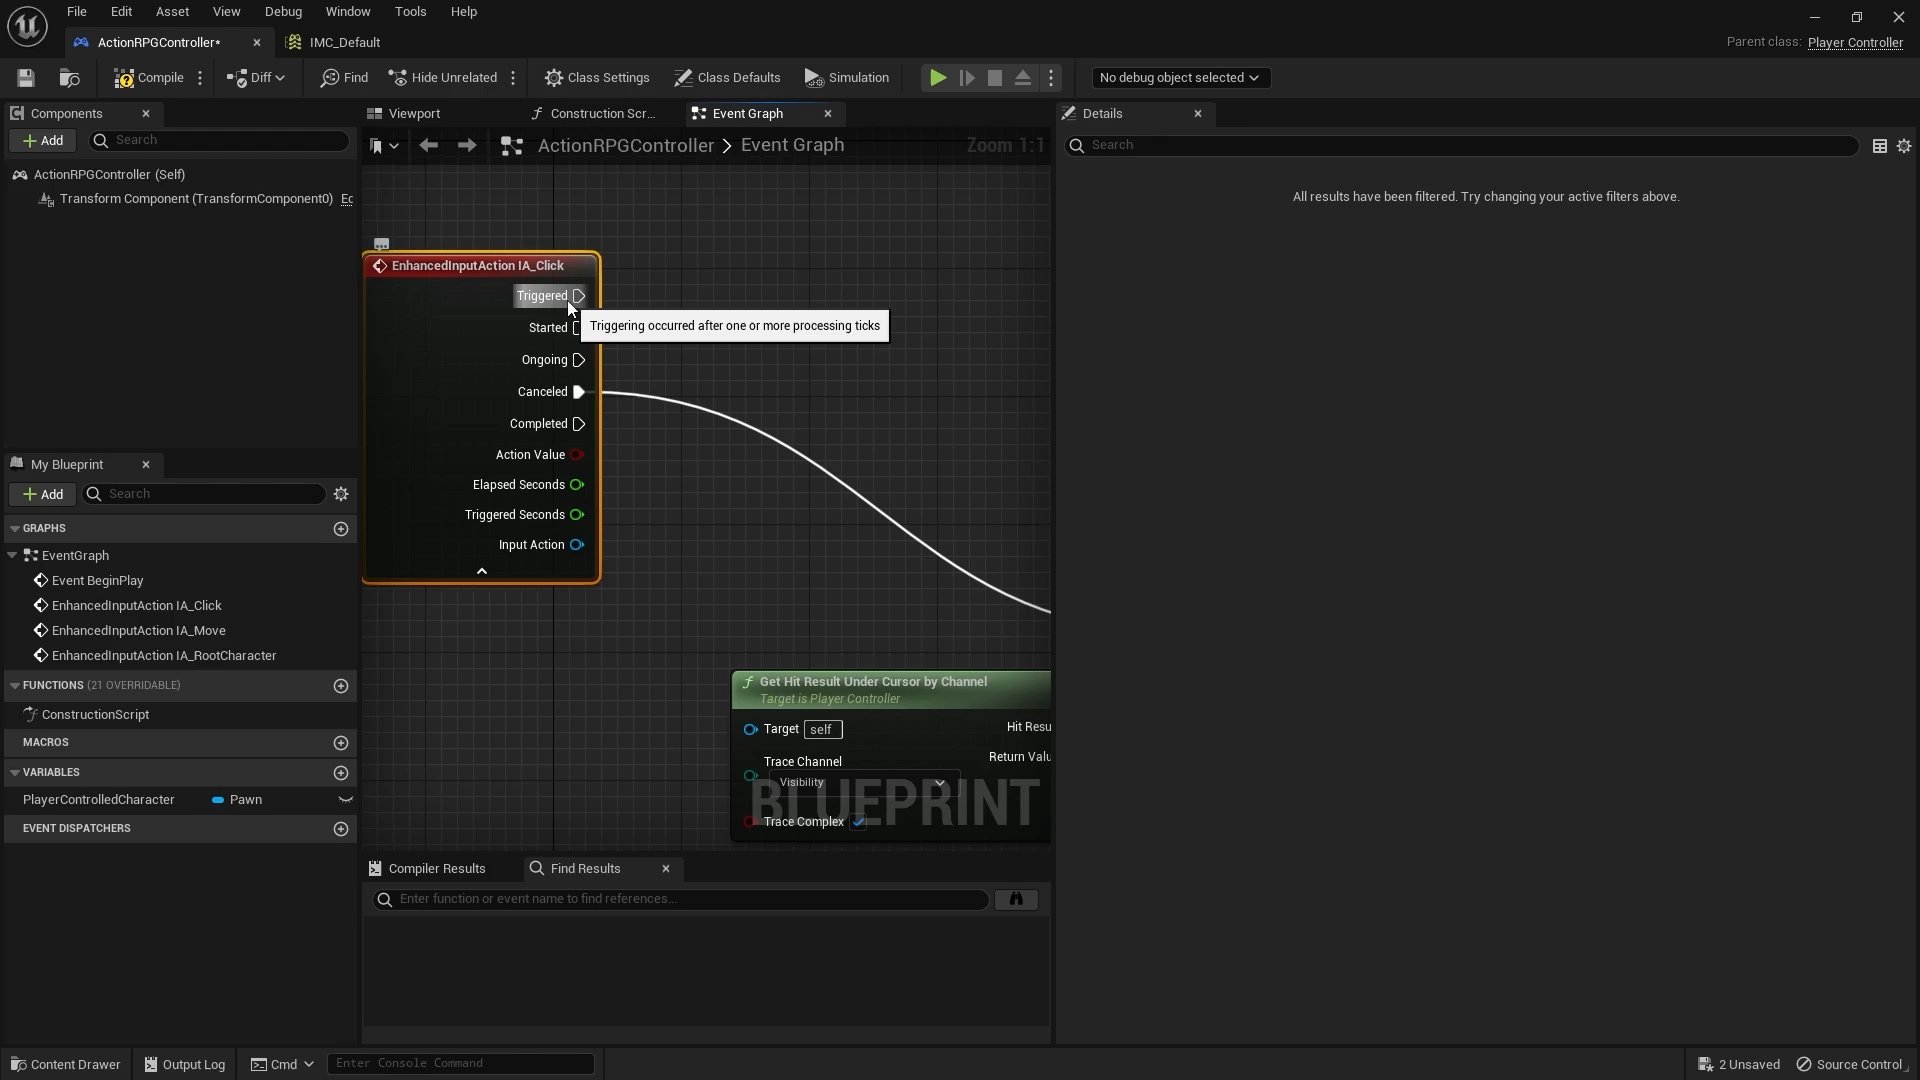 File Edit Asset View Debug Window Tools Help
ActionRPGController*
IMC_Default
Parent class: Player Controller
Compile
Diff
Find
Hide Unrelated
Class Settings
Class Defaults
Simulation
No debug object selected
Components
Add
Search
ActionRPGController (Self)
Transform Component (TransformComponent0)
My Blueprint
Add
Search
GRAPHS
EventGraph
Event BeginPlay
EnhancedInputAction IA_Click
EnhancedInputAction IA_Move
EnhancedInputAction IA_RootCharacter
FUNCTIONS (21 OVERRIDABLE)
ConstructionScript
MACROS
VARIABLES
PlayerControlledCharacter Pawn
EVENT DISPATCHERS
Viewport
Construction Scr...
Event Graph
ActionRPGController > Event Graph
Zoom 1:1
EnhancedInputAction IA_Click
Triggered
Triggering occurred after one or more processing ticks
Started
Ongoing
Canceled
Completed
Action Value
Elapsed Seconds
Triggered Seconds
Input Action
Get Hit Result Under Cursor by Channel
Target is Player Controller
Target self
Hit Resu
Trace Channel
Return Valu
Visibility
BLUEPRINT
Trace Complex
Compiler Results
Find Results
Enter function or event name to find references...
Details
Search
All results have been filtered. Try changing your active filters above.
Content Drawer
Output Log
Cmd
Enter Console Command
2 Unsaved
Source Control